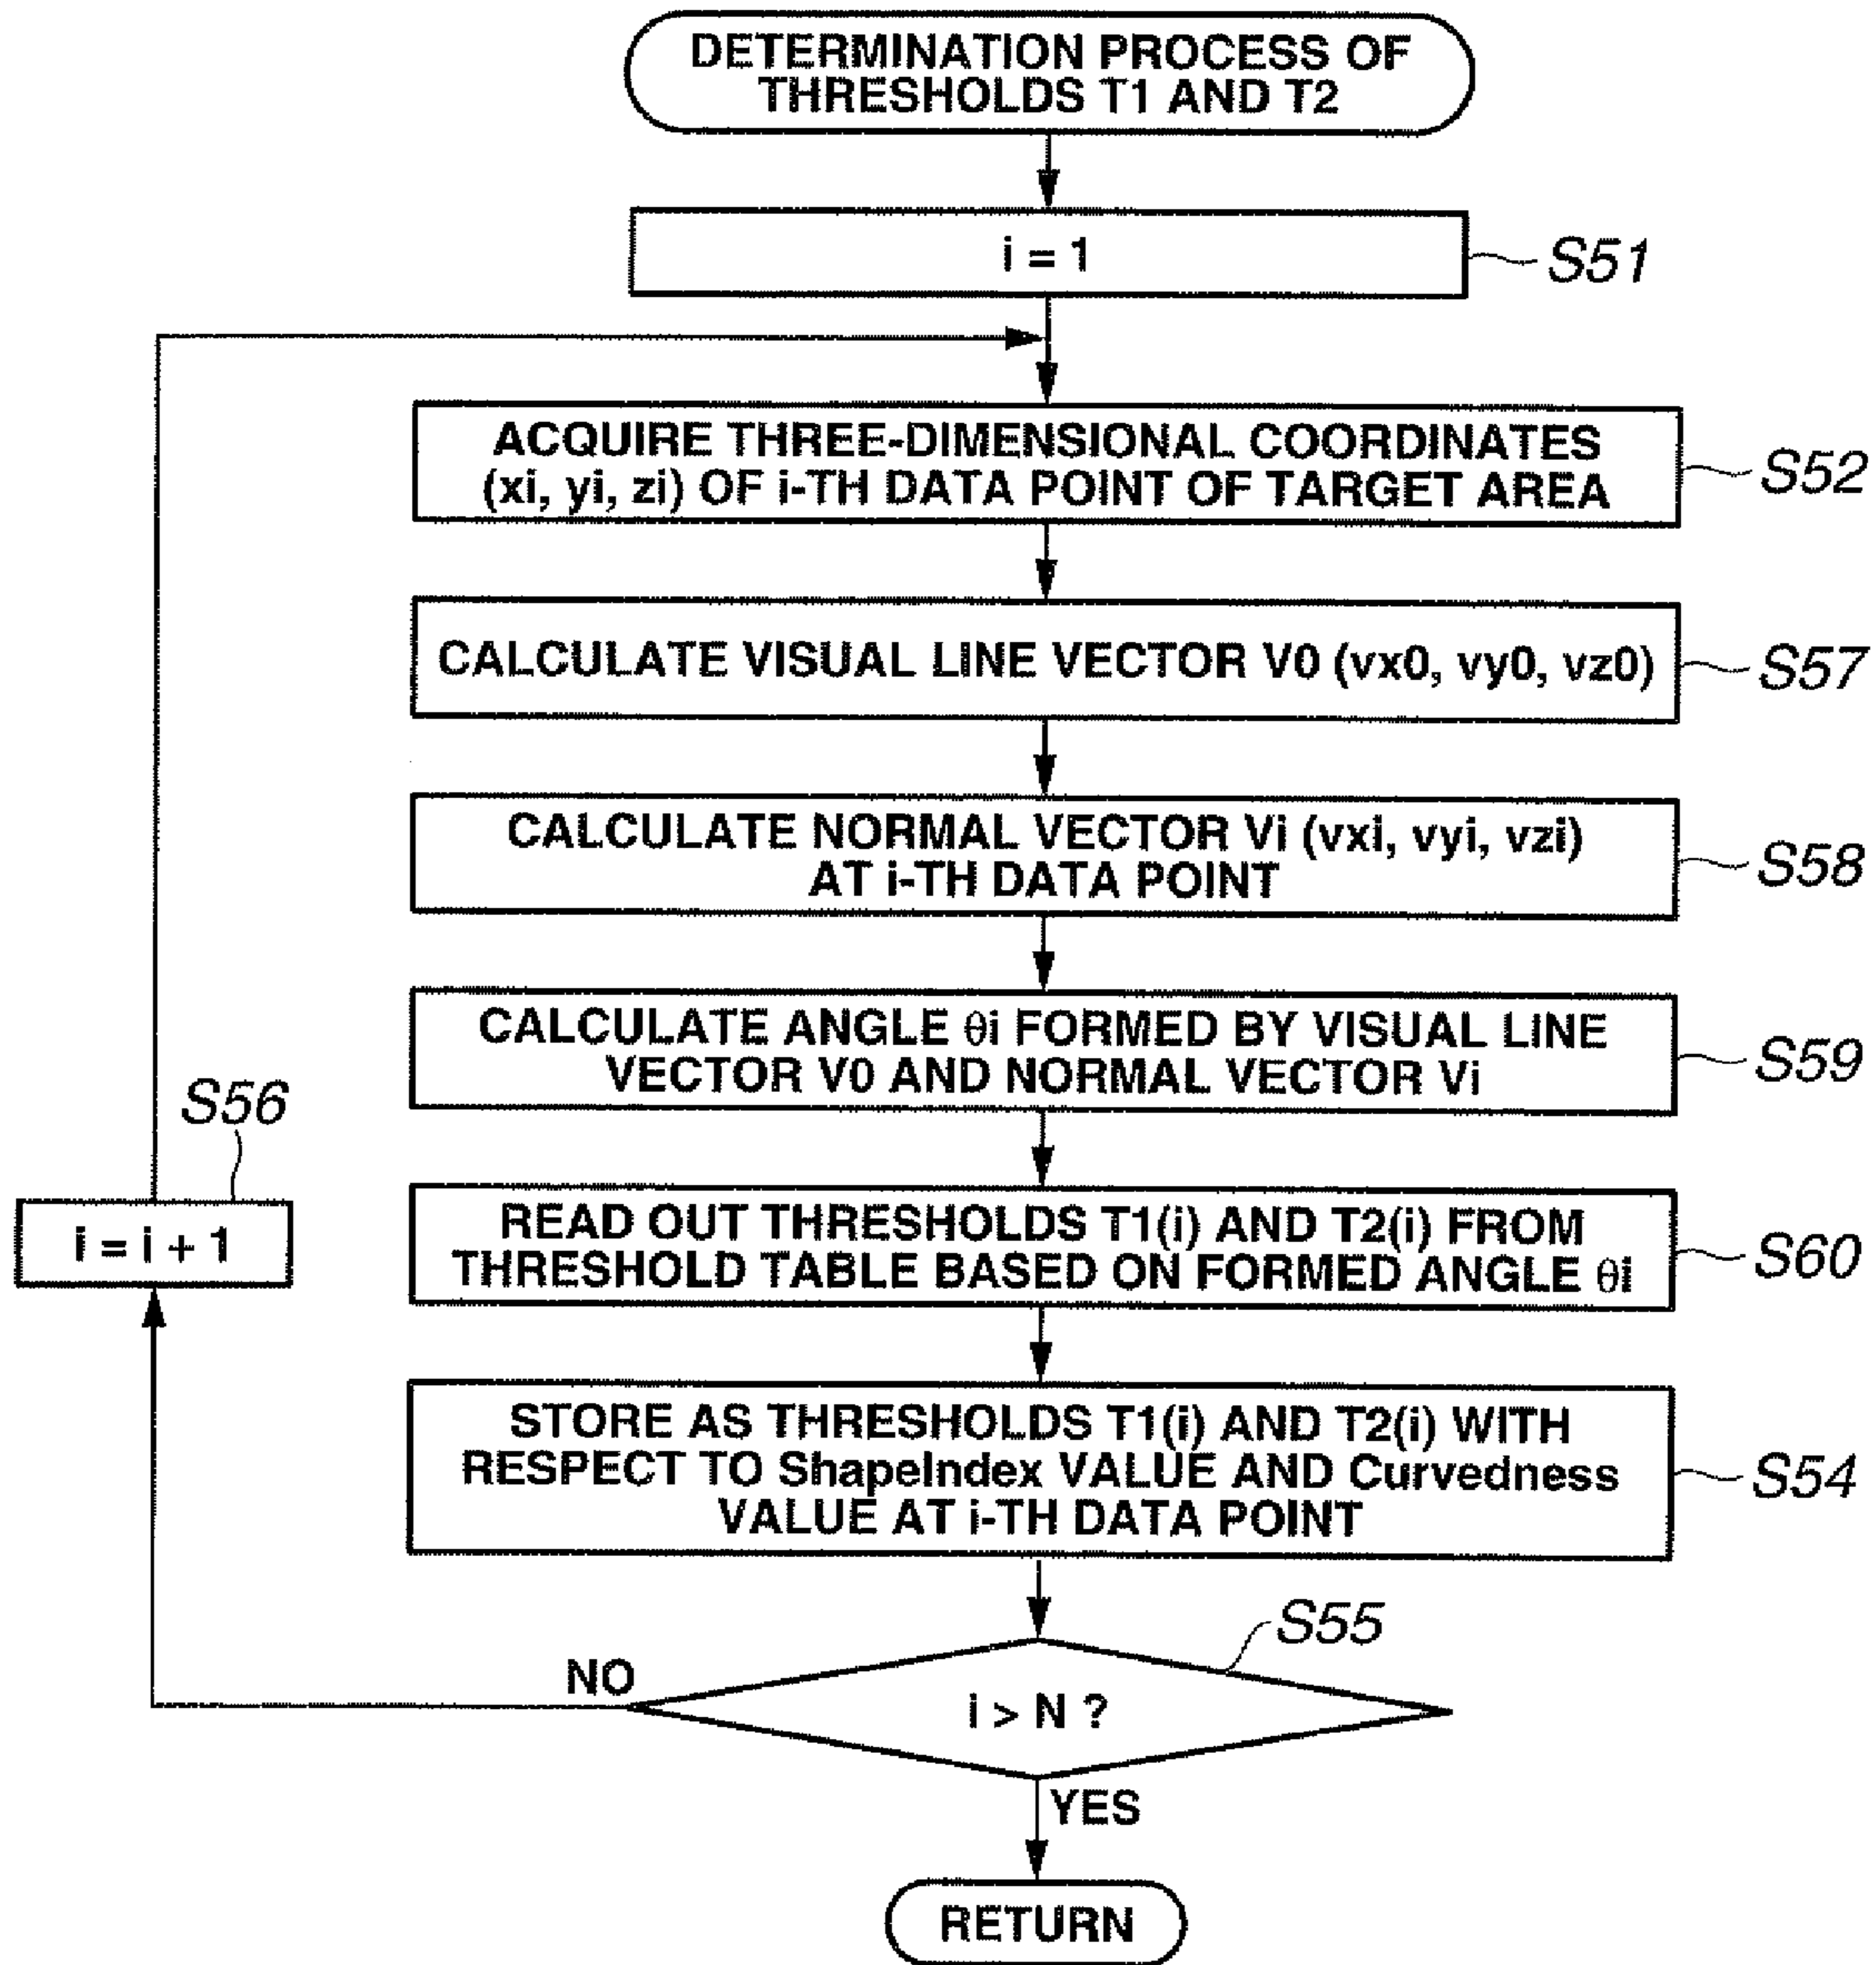 DETERMINATION PROCESS OF
THRESHOLDS T1 AND T2
i = 1
S51
ACQUIRE THREE-DIMENSIONAL COORDINATES
(xi, yi, zi) OF i-TH DATA POINT OF TARGET AREA
S52
CALCULATE VISUAL LINE VECTOR V0 (vx0, vy0, vz0)
S57
CALCULATE NORMAL VECTOR Vi (vxi, vyi, vzi)
AT i-TH DATA POINT
S58
CALCULATE ANGLE θi FORMED BY VISUAL LINE
VECTOR V0 AND NORMAL VECTOR Vi
S59
S56
i = i + 1
READ OUT THRESHOLDS T1(i) AND T2(i) FROM
THRESHOLD TABLE BASED ON FORMED ANGLE θi
S60
STORE AS THRESHOLDS T1(i) AND T2(i) WITH
RESPECT TO ShapeIndex VALUE AND Curvedness
VALUE AT i-TH DATA POINT
S54
S55
NO
i > N ?
YES
RETURN